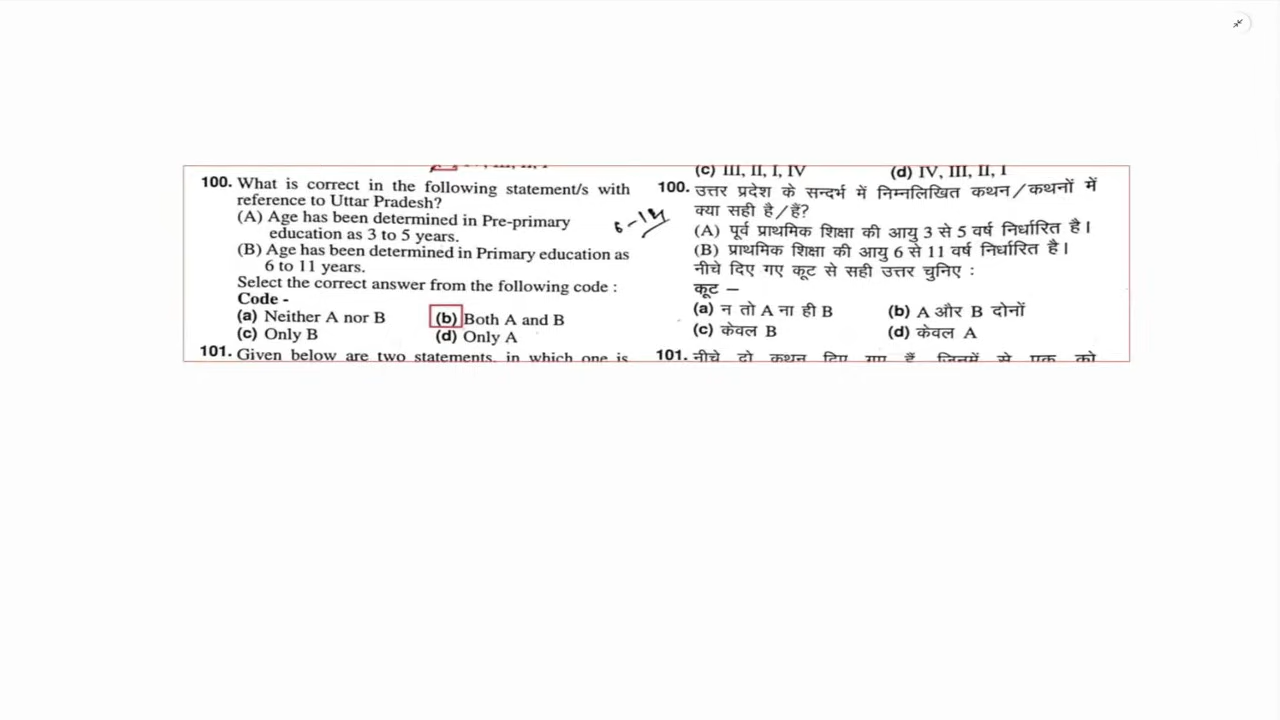 100. What is correct in the following statement/s with
reference to Uttar Pradesh?
(A) Age has been determined in Pre-primary
education as 3 to 5 years.
(B) Age has been determined in Primary education as
6 to 11 years.
Select the correct answer from the following code :
Code -
(a) Neither A nor B (b) Both A and B
(c) Only B (d) Only A
101. Given below are two statements, in which one is
(c) III, II, I, IV (d) IV, III, II, I
100. उत्तर प्रदेश के सन्दर्भ में निम्नलिखित कथन/कथनों में
क्या सही है/हैं?
(A) पूर्व प्राथमिक शिक्षा की आयु 3 से 5 वर्ष निर्धारित है।
(B) प्राथमिक शिक्षा की आयु 6 से 11 वर्ष निर्धारित है।
नीचे दिए गए कूट से सही उत्तर चुनिए :
कूट –
(a) न तो A ना ही B (b) A और B दोनों
(c) केवल B (d) केवल A
101. नीचे दो कथन दिए गए हैं, जिनमें से एक को